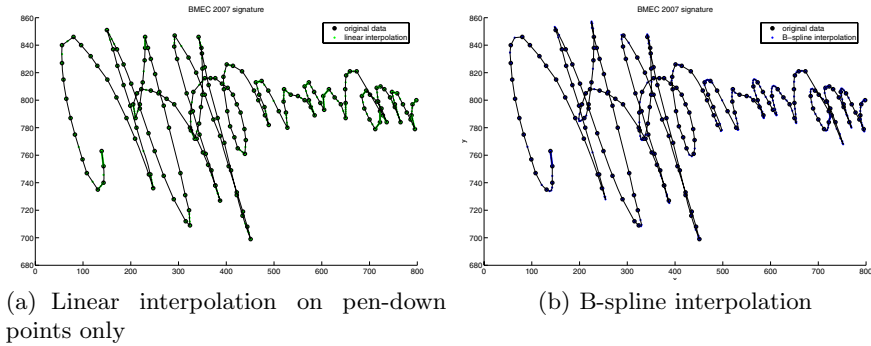 BMEC 2007 signature
original data
linear interpolation
860
840
820
800
780
760
740
720
700
680
0 100 200 300 400 500 600 700 800
(a) Linear interpolation on pen-down
points only
BMEC 2007 signature
original data
B-spline interpolation
860
840
820
800
780
760
740
720
700
680
y
0 100 200 300 400 500 600 700 800
(b) B-spline interpolation